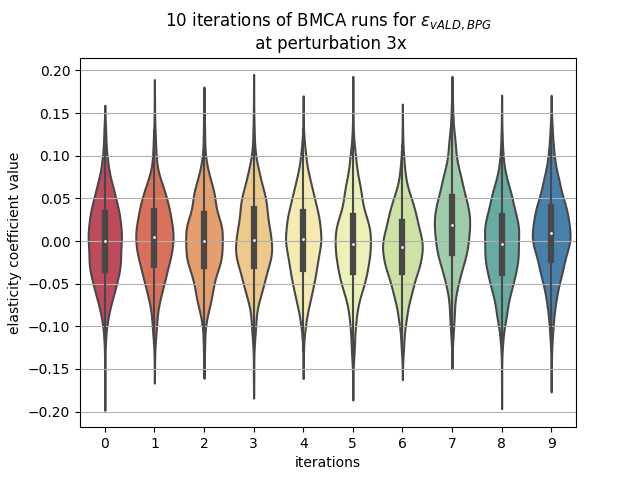 10 iterations of BMCA runs for ε_{vALD, BPG}
at perturbation 3x
elasticity coefficient value
0.20
0.15
0.10
0.05
0.00
−0.05
−0.10
−0.15
−0.20
0 1 2 3 4 5 6 7 8 9
iterations